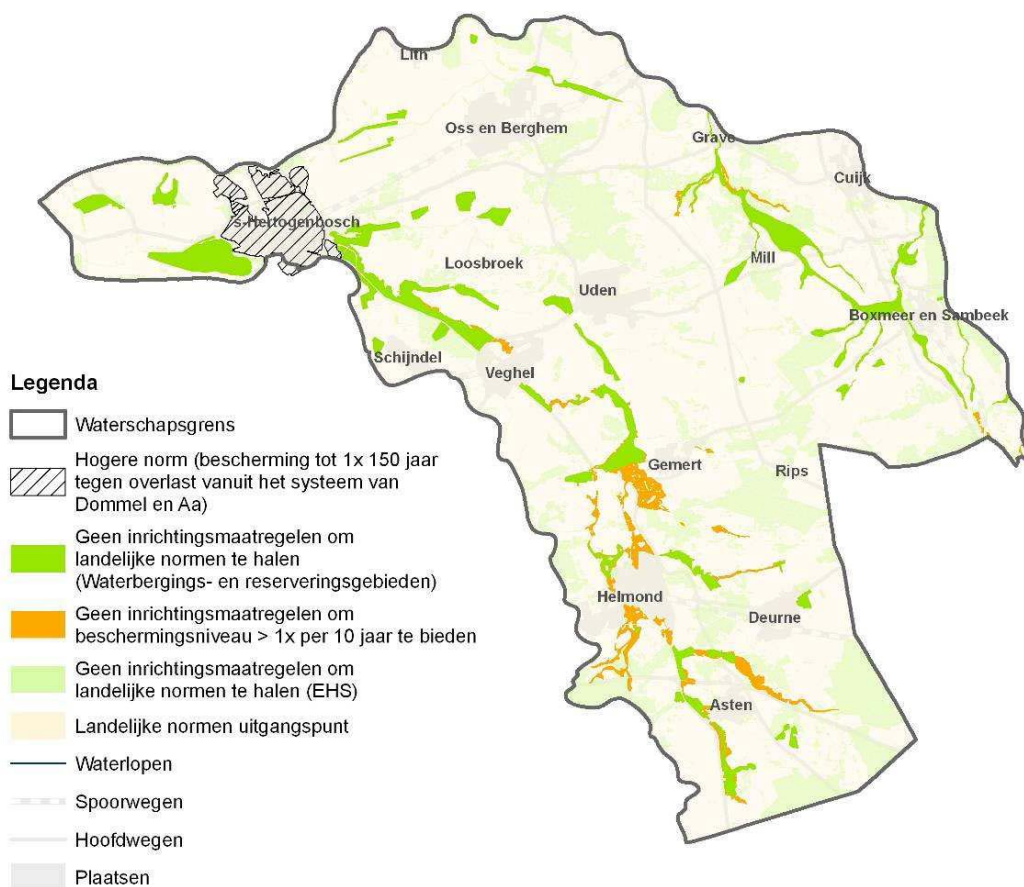 Lith
Oss en Berghem
Grave
Cuijk
's-Hertogenbosch
Loosbroek
Mill
Uden
Boxmeer en Sambeek
Schijndel
Veghel
Gemert
Rips
Helmond
Deurne
Asten
Legenda
Waterschapsgrens
Hogere norm (bescherming tot 1x 150 jaar
tegen overlast vanuit het systeem van
Dommel en Aa)
Geen inrichtingsmaatregelen om
landelijke normen te halen
(Waterbergings- en reserveringsgebieden)
Geen inrichtingsmaatregelen om
beschermingsniveau > 1x per 10 jaar te bieden
Geen inrichtingsmaatregelen om
landelijke normen te halen (EHS)
Landelijke normen uitgangspunt
Waterlopen
Spoorwegen
Hoofdwegen
Plaatsen